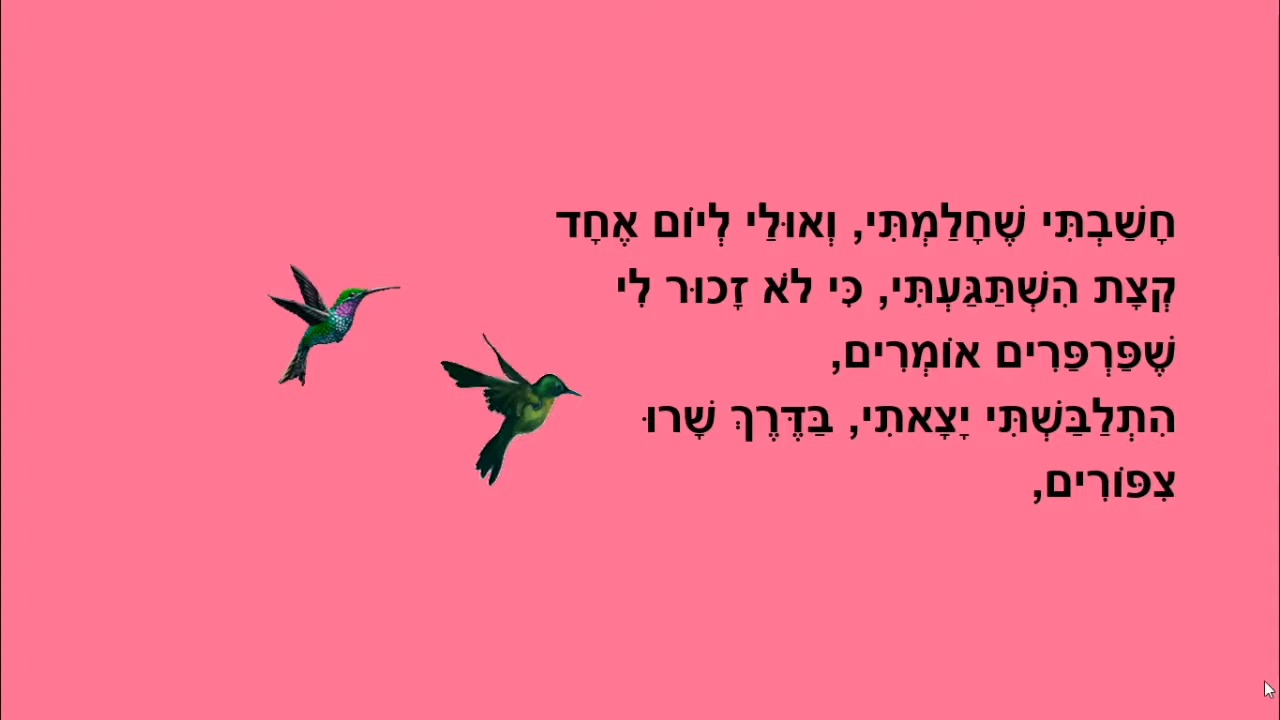 חָשַׁבְתִּי שֶׁחָלַמְתִּי, וְאוּלַי לְיוֹם אֶחָד
קְצָת הִשְׁתַּגַּעְתִּי, כִּי לֹא זָכוּר לִי
שֶׁפַּרְפַּרִים אוֹמְרִים,
הִתְלַבַּשְׁתִּי יָצָאתִי, בַּדֶּרֶךְ שָׁרוּ
צִפּוֹרִים,